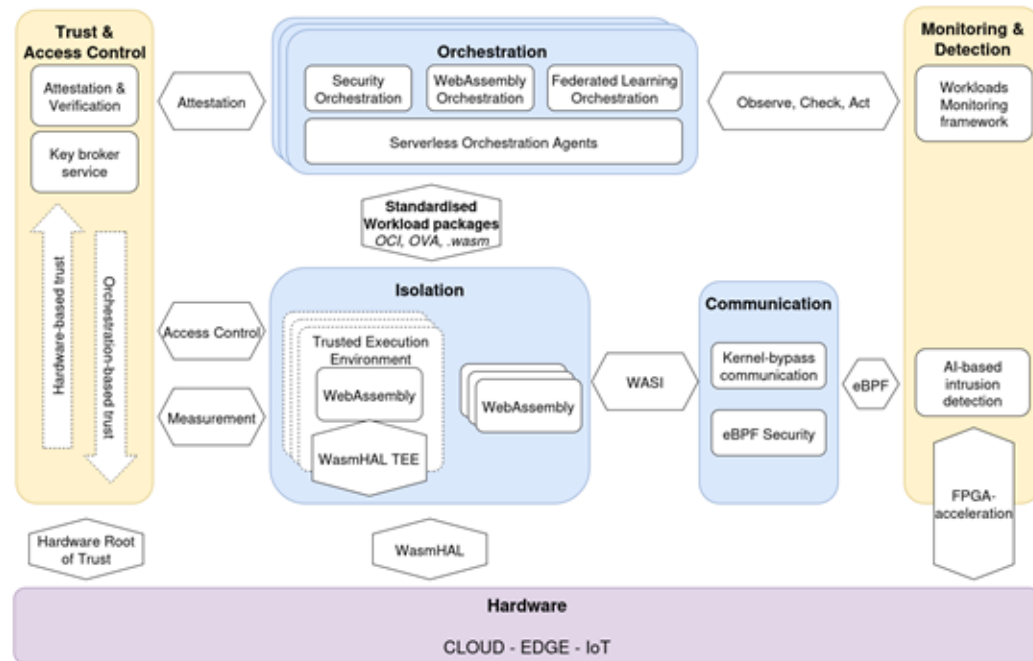 Trust &
Access Control
Attestation &
Verification
Key broker
service
Hardware-based trust
Orchestration-based trust
Attestation
Access Control
Measurement
Orchestration
Security
Orchestration
WebAssembly
Orchestration
Federated Learning
Orchestration
Serverless Orchestration Agents
Standardised
Workload packages
OCI, OVA, .wasm
Isolation
Trusted Execution
Environment
WebAssembly
WasmHAL TEE
WebAssembly
WASI
Communication
Kernel-bypass
communication
eBPF Security
eBPF
Observe, Check, Act
Monitoring &
Detection
Workloads
Monitoring
framework
AI-based
intrusion
detection
FPGA-
acceleration
Hardware Root
of Trust
WasmHAL
Hardware
CLOUD - EDGE - IoT